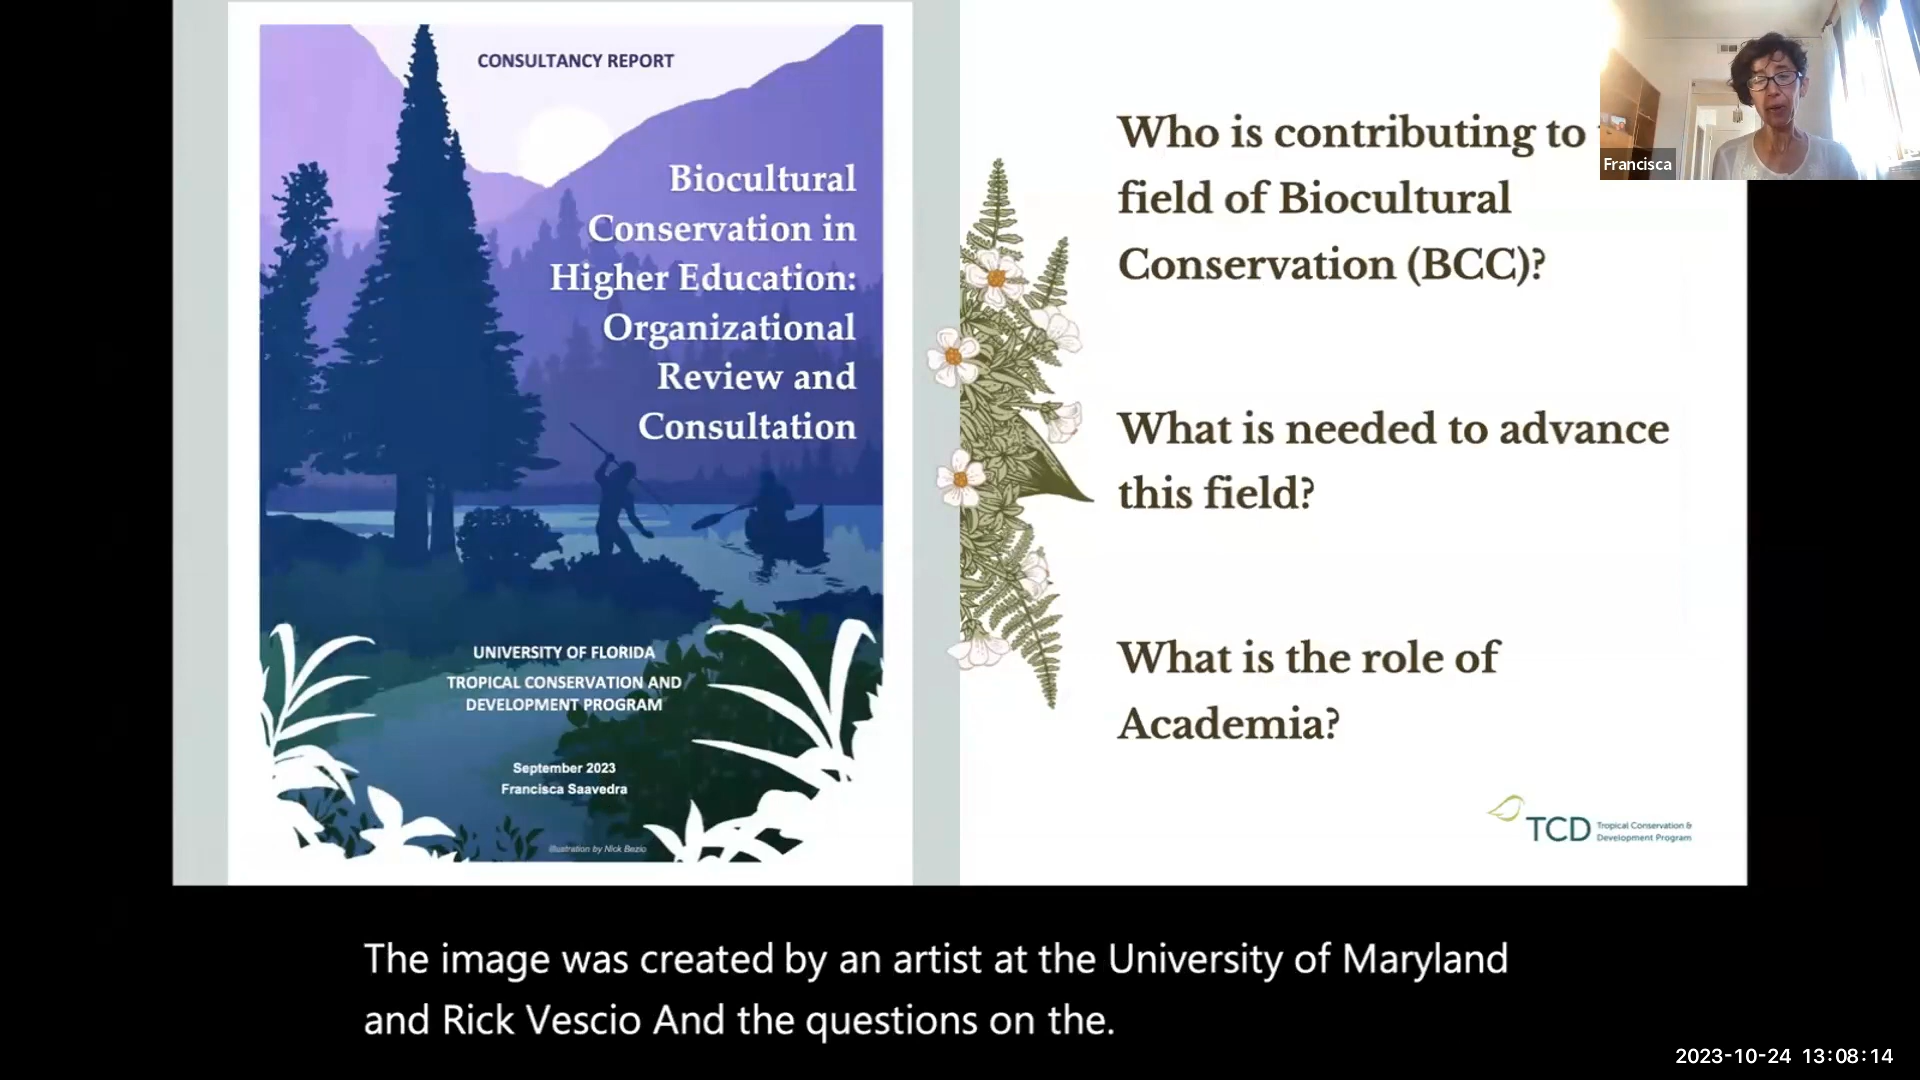 CONSULTANCY REPORT
Biocultural
Conservation in
Higher Education:
Organizational
Review and
Consultation
UNIVERSITY OF FLORIDA
TROPICAL CONSERVATION AND
DEVELOPMENT PROGRAM
September 2023
Francisca Saavedra
Illustration by Nick Bezio
Who is contributing to
field of Biocultural
Conservation (BCC)?
What is needed to advance
this field?
What is the role of
Academia?
TCD Tropical Conservation &
Development Program
Francisca
The image was created by an artist at the University of Maryland
and Rick Vescio And the questions on the.
2023-10-24 13:08:14